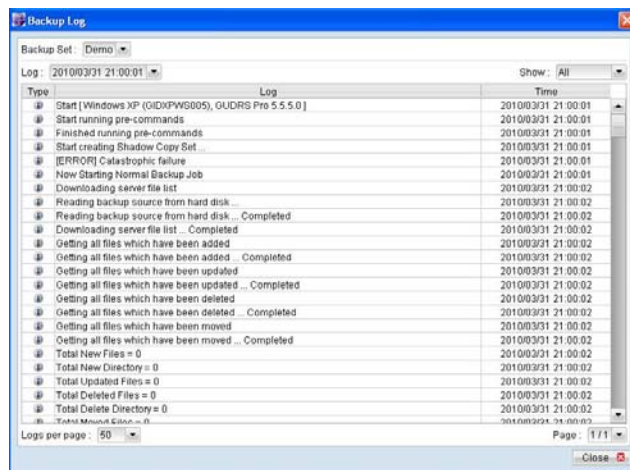 Backup Log
Backup Set : Demo
Log : 2010/03/31 21:00:01 Show : All
Type Log Time
Start [ Windows XP (GIDXPWS005), GUDRS Pro 5.5.5.0 ] 2010/03/31 21:00:01
Start running pre-commands 2010/03/31 21:00:01
Finished running pre-commands 2010/03/31 21:00:01
Start creating Shadow Copy Set ... 2010/03/31 21:00:01
[ERROR] Catastrophic failure 2010/03/31 21:00:01
Now Starting Normal Backup Job 2010/03/31 21:00:01
Downloading server file list 2010/03/31 21:00:02
Reading backup source from hard disk ... 2010/03/31 21:00:02
Reading backup source from hard disk ... Completed 2010/03/31 21:00:02
Downloading server file list ... Completed 2010/03/31 21:00:02
Getting all files which have been added 2010/03/31 21:00:02
Getting all files which have been added ... Completed 2010/03/31 21:00:02
Getting all files which have been updated 2010/03/31 21:00:02
Getting all files which have been updated ... Completed 2010/03/31 21:00:02
Getting all files which have been deleted 2010/03/31 21:00:02
Getting all files which have been deleted ... Completed 2010/03/31 21:00:02
Getting all files which have been moved 2010/03/31 21:00:02
Getting all files which have been moved ... Completed 2010/03/31 21:00:02
Total New Files = 0 2010/03/31 21:00:02
Total New Directory = 0 2010/03/31 21:00:02
Total Updated Files = 0 2010/03/31 21:00:02
Total Deleted Files = 0 2010/03/31 21:00:02
Total Delete Directory = 0 2010/03/31 21:00:02
Total Moved Files = 0 2010/03/31 21:00:02
Logs per page : 50 Page : 1 / 1
Close